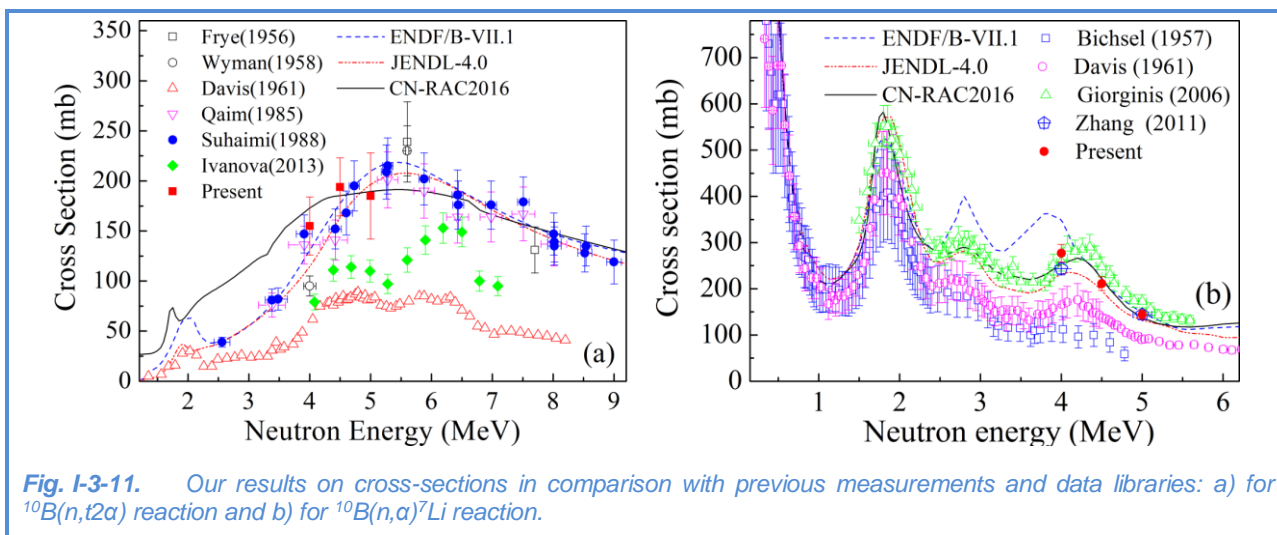 Frye(1956)
Wyman(1958)
Davis(1961)
Qaim(1985)
Suhaimi(1988)
Ivanova(2013)
Present
ENDF/B-VII.1
JENDL-4.0
CN-RAC2016
300
250
200
150
100
50
0
Cross Section (mb)
2 3 4 5 6 7 8 9
Neutron Energy (MeV)
(a)
ENDF/B-VII.1
JENDL-4.0
CN-RAC2016
Bichsel (1957)
Davis (1961)
Giorginis (2006)
Zhang (2011)
Present
700
600
500
400
300
200
100
0
Cross section (mb)
1 2 3 4 5 6
Neutron energy (MeV)
(b)
Fig. I-3-11. Our results on cross-sections in comparison with previous measurements and data libraries: a) for
¹⁰B(n,t2α) reaction and b) for ¹⁰B(n,α)⁷Li reaction.